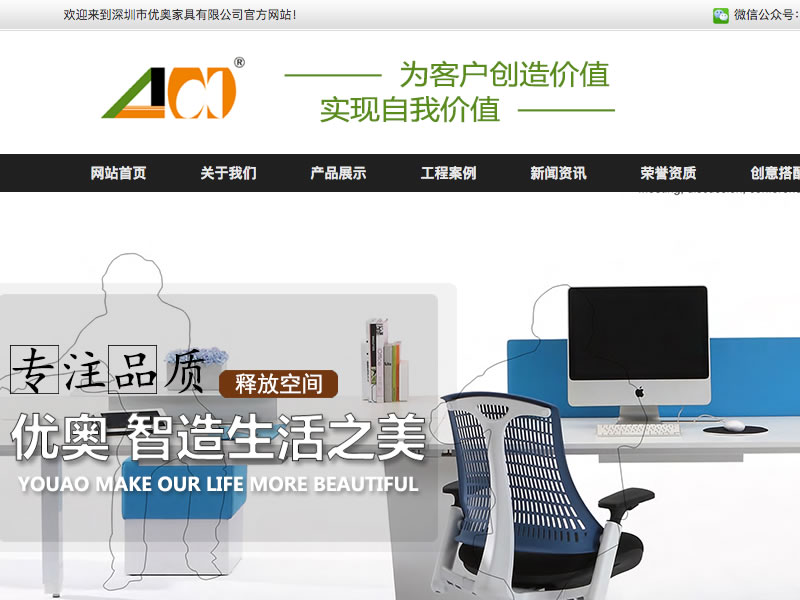 欢迎来到深圳市优奥家具有限公司官方网站！
微信公众号:
®
为客户创造价值
实现自我价值
网站首页 关于我们 产品展示 工程案例 新闻资讯 荣誉资质 创意搭配
专注品质 释放空间
优奥 智造生活之美
YOUAO MAKE OUR LIFE MORE BEAUTIFUL